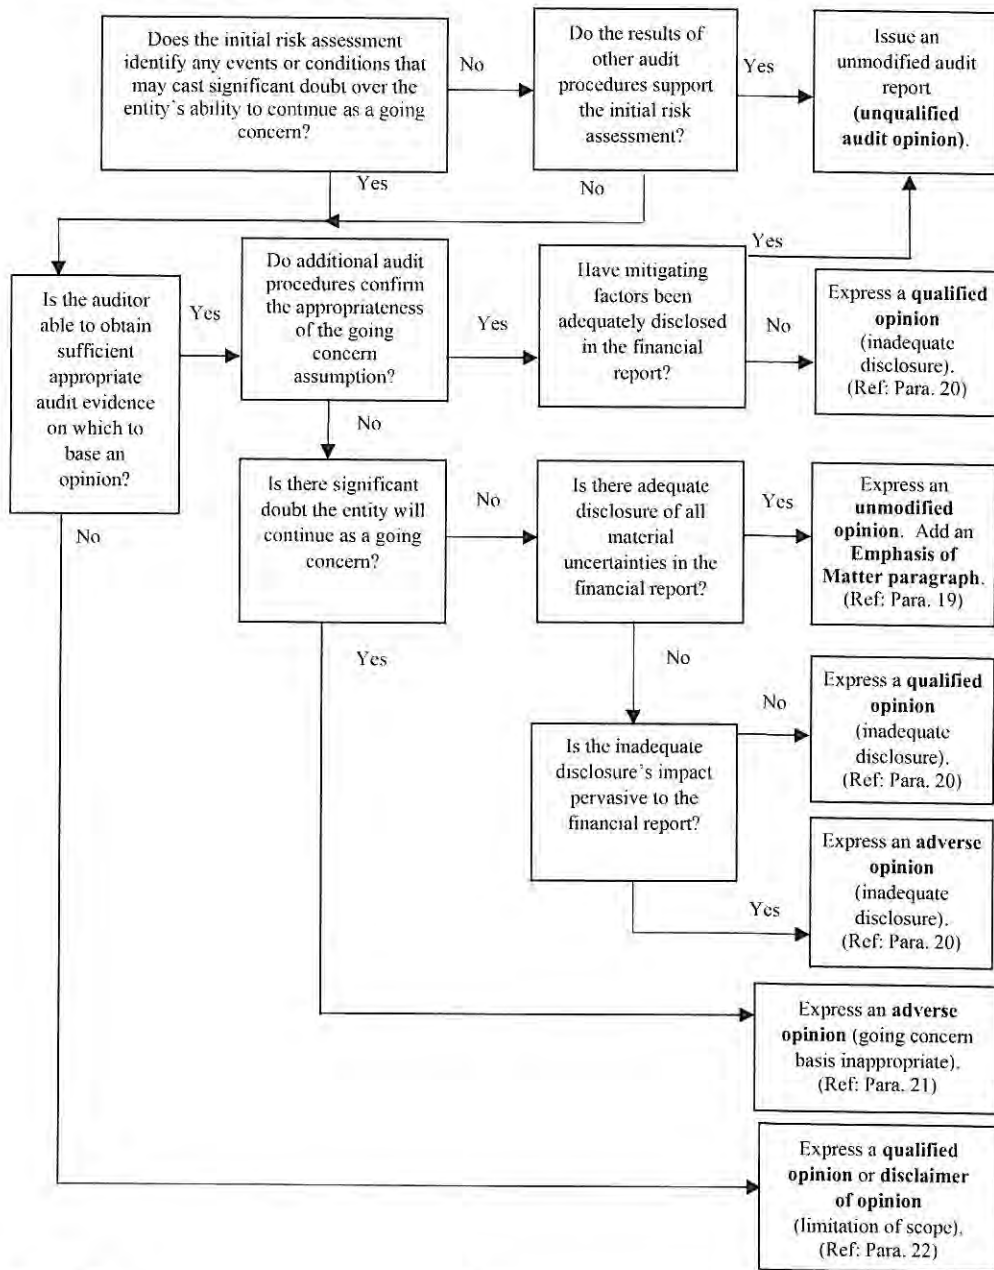 Does the initial risk assessment
identify any events or conditions that
may cast significant doubt over the
entity's ability to continue as a going
concern?
No
Do the results of
other audit
procedures support
the initial risk
assessment?
Yes
Issue an
unmodified audit
report
(unqualified
audit opinion).
Yes
No
Is the auditor
able to obtain
sufficient
appropriate
audit evidence
on which to
base an
opinion?
Yes
Do additional audit
procedures confirm
the appropriateness
of the going
concern
assumption?
Yes
Have mitigating
factors been
adequately disclosed
in the financial
report?
Yes
No
Express a qualified
opinion
(inadequate
disclosure).
(Ref: Para. 20)
No
No
Is there significant
doubt the entity will
continue as a going
concern?
No
Is there adequate
disclosure of all
material
uncertainties in the
financial report?
Yes
Express an
unmodified
opinion. Add an
Emphasis of
Matter paragraph.
(Ref: Para. 19)
Yes
No
Is the inadequate
disclosure's impact
pervasive to the
financial report?
No
Express a qualified
opinion
(inadequate
disclosure).
(Ref: Para. 20)
Yes
Express an adverse
opinion
(inadequate
disclosure).
(Ref: Para. 20)
Express an adverse
opinion (going concern
basis inappropriate).
(Ref: Para. 21)
Express a qualified
opinion or disclaimer
of opinion
(limitation of scope).
(Ref: Para. 22)